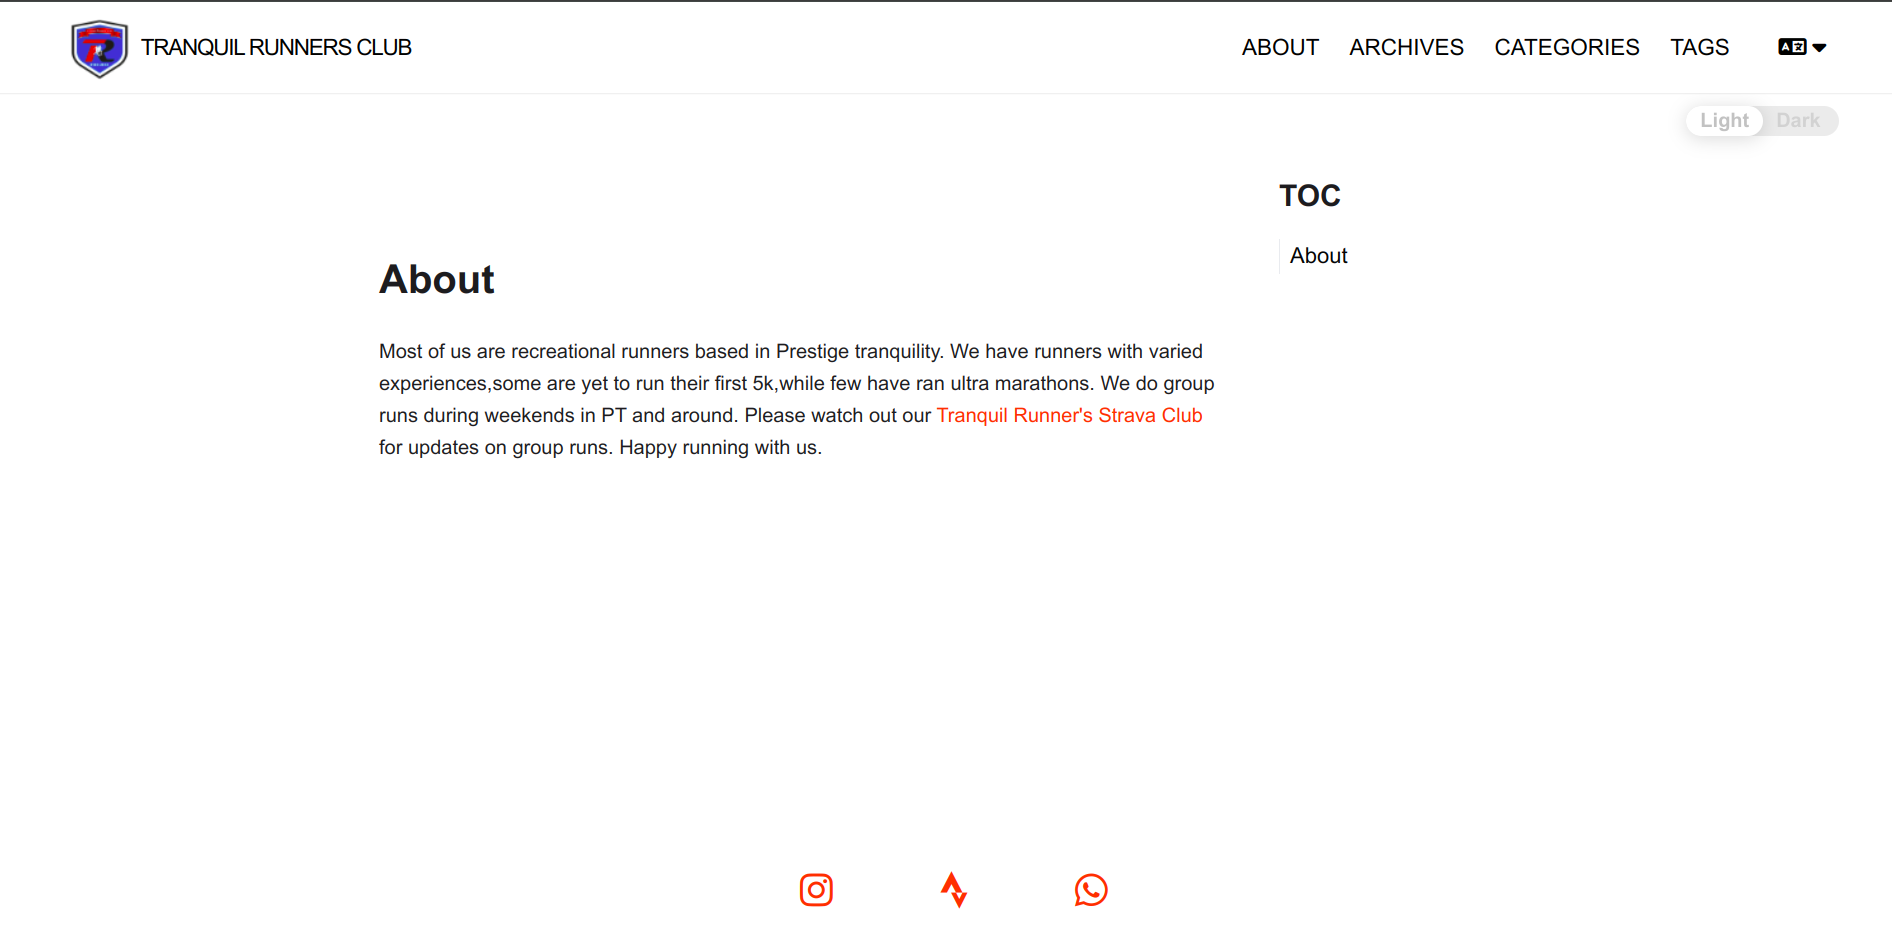 TRANQUIL RUNNERS CLUB
ABOUT ARCHIVES CATEGORIES TAGS
Light Dark
TOC
About
About
Most of us are recreational runners based in Prestige tranquility. We have runners with varied
experiences,some are yet to run their first 5k,while few have ran ultra marathons. We do group
runs during weekends in PT and around. Please watch out our Tranquil Runner's Strava Club
for updates on group runs. Happy running with us.